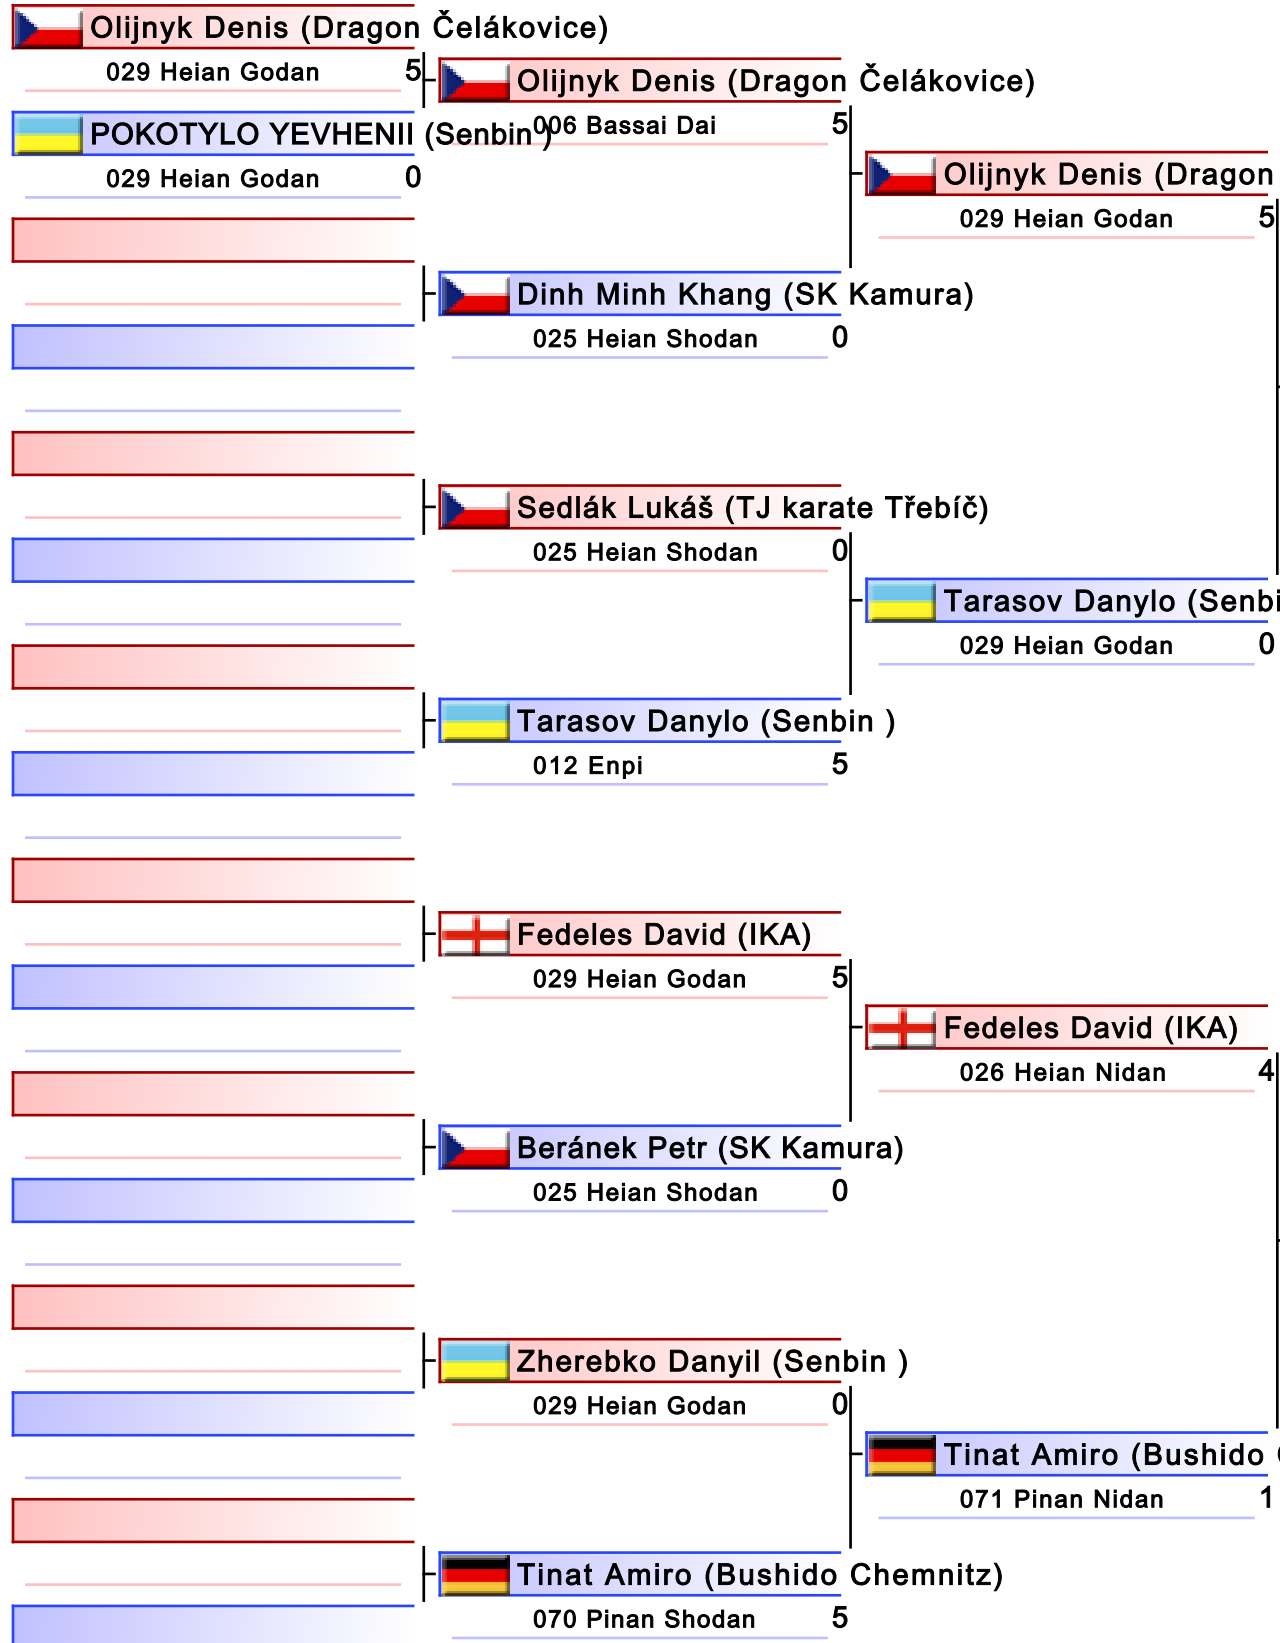 Olijnyk Denis (Dragon Čelákovice)
029 Heian Godan 5
POKOTYLO YEVHENII (Senbin )
029 Heian Godan 0
Olijnyk Denis (Dragon Čelákovice)
006 Bassai Dai 5
Dinh Minh Khang (SK Kamura)
025 Heian Shodan 0
Sedlák Lukáš (TJ karate Třebíč)
025 Heian Shodan 0
Tarasov Danylo (Senbin )
012 Enpi 5
Fedeles David (IKA)
029 Heian Godan 5
Beránek Petr (SK Kamura)
025 Heian Shodan 0
Zherebko Danyil (Senbin )
029 Heian Godan 0
Tinat Amiro (Bushido Chemnitz)
070 Pinan Shodan 5
Olijnyk Denis (Dragon
029 Heian Godan 5
Tarasov Danylo (Senbi
029 Heian Godan 0
Fedeles David (IKA)
026 Heian Nidan 4
Tinat Amiro (Bushido
071 Pinan Nidan 1